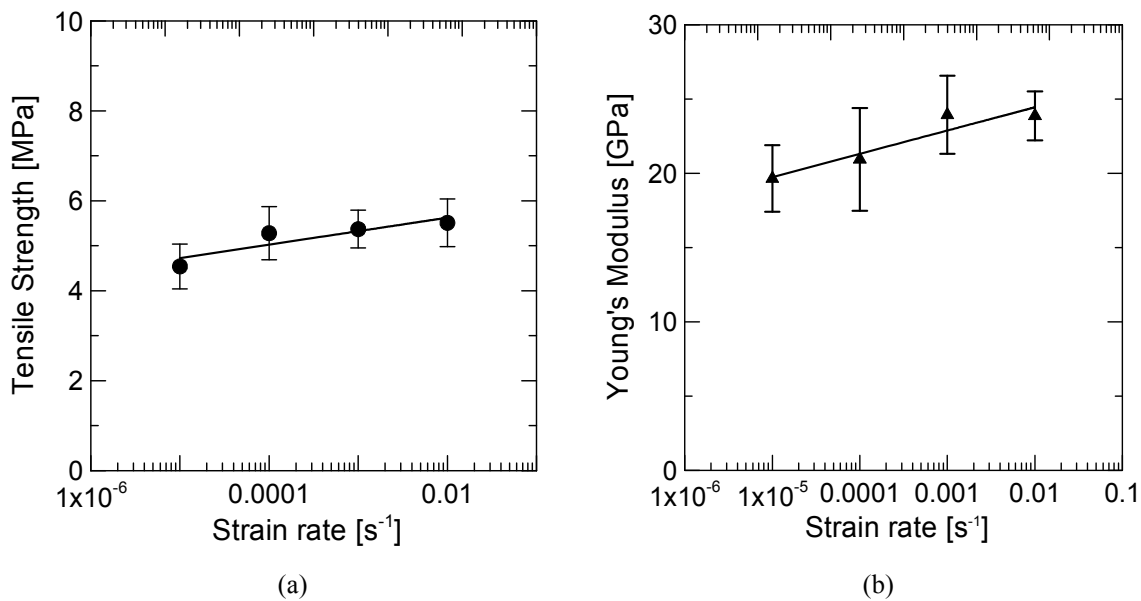 Tensile Strength [MPa]
10
8
6
4
2
0
1x10⁻⁶
0.0001
0.01
Strain rate [s⁻¹]
(a)
Young's Modulus [GPa]
30
20
10
0
1x10⁻⁶
1x10⁻⁵
0.0001
0.001
0.01
0.1
Strain rate [s⁻¹]
(b)